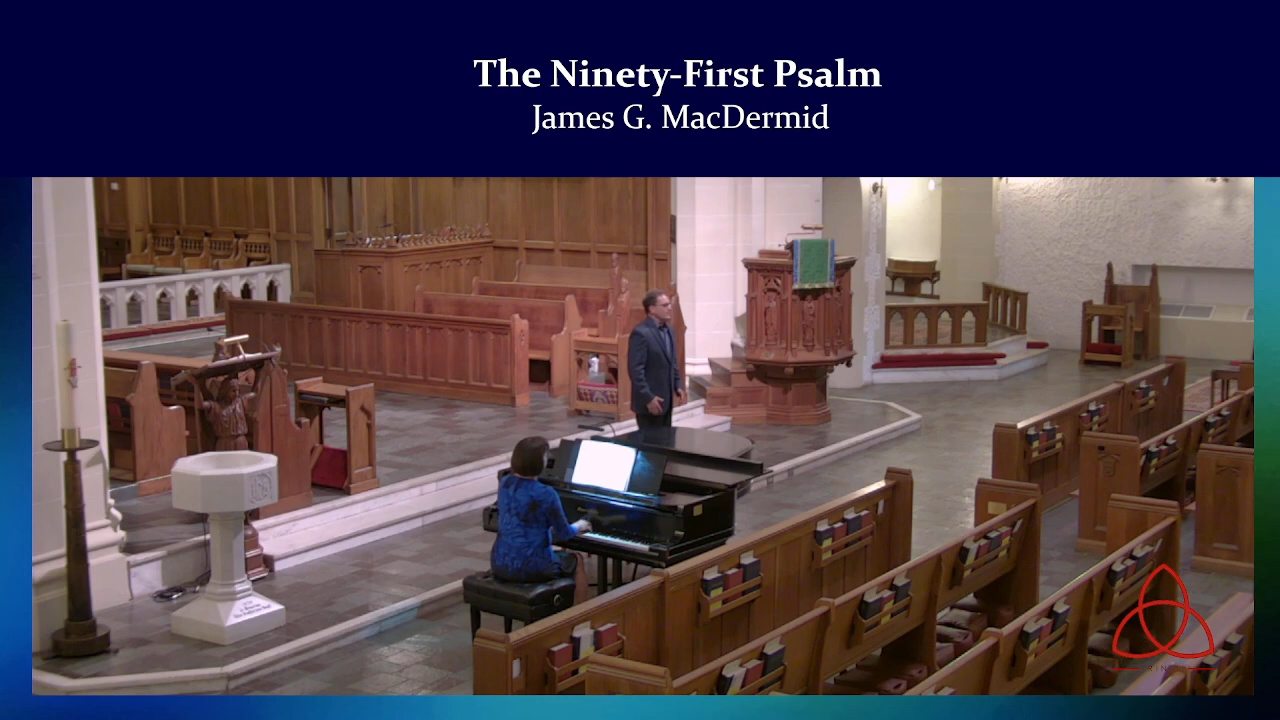 The Ninety-First Psalm
James G. MacDermid